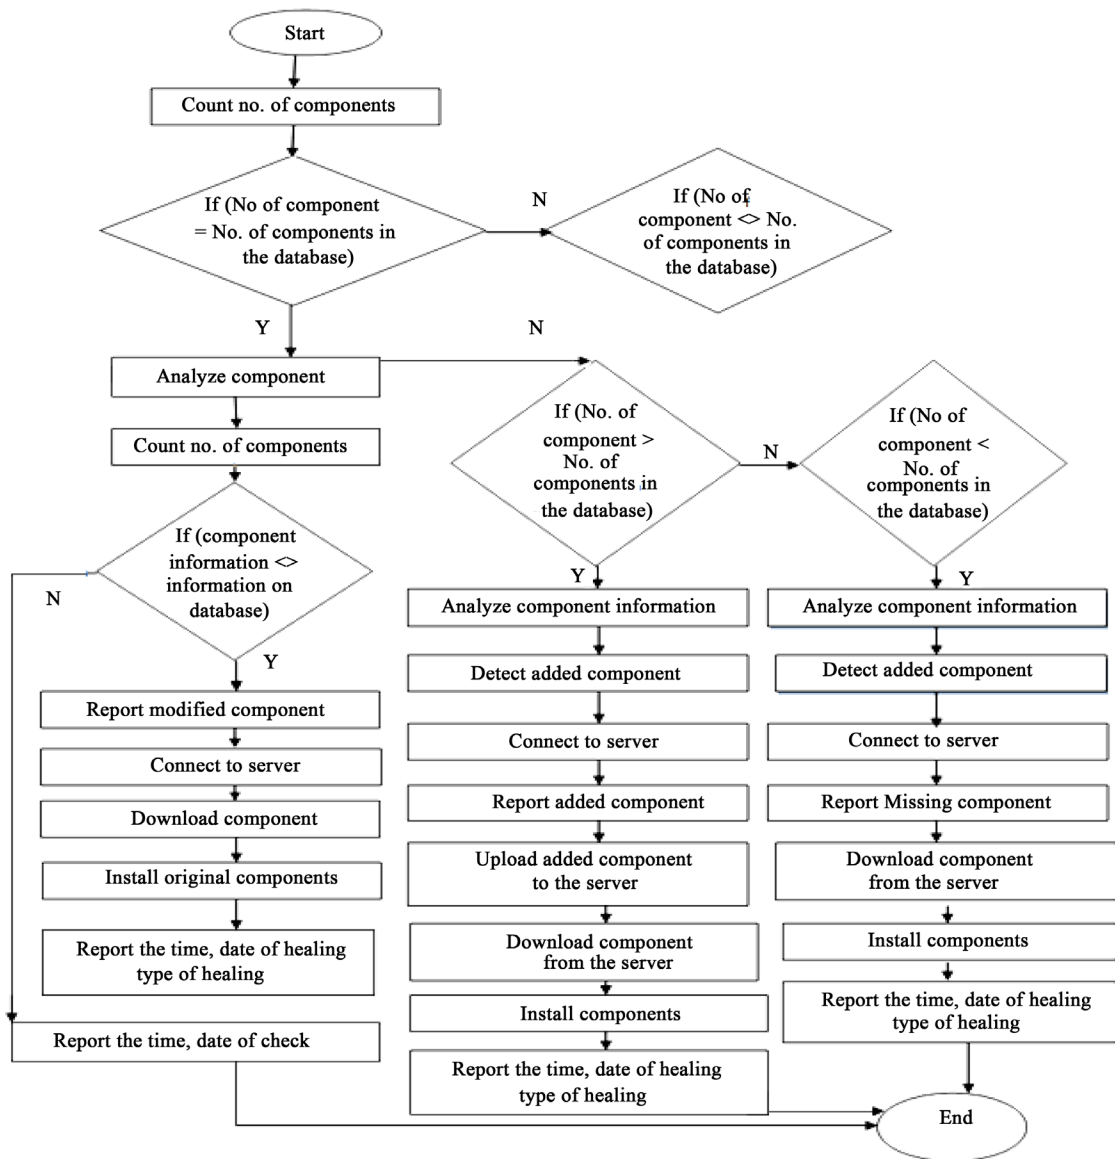 Start
Count no. of components
If (No of component
= No. of components in
the database)
N
If (No of
component <> No.
of components in
the database)
Y
N
Analyze component
Count no. of components
If (component
information <>
information on
database)
N
Y
Report modified component
Connect to server
Download component
Install original components
Report the time, date of healing
type of healing
Report the time, date of check
If (No. of
component >
No. of
components in
the database)
N
Y
Analyze component information
Detect added component
Connect to server
Report added component
Upload added component
to the server
Download component
from the server
Install components
Report the time, date of healing
type of healing
If (No of
component <
No. of
components in
the database)
Y
Analyze component information
Detect added component
Connect to server
Report Missing component
Download component
from the server
Install components
Report the time, date of healing
type of healing
End